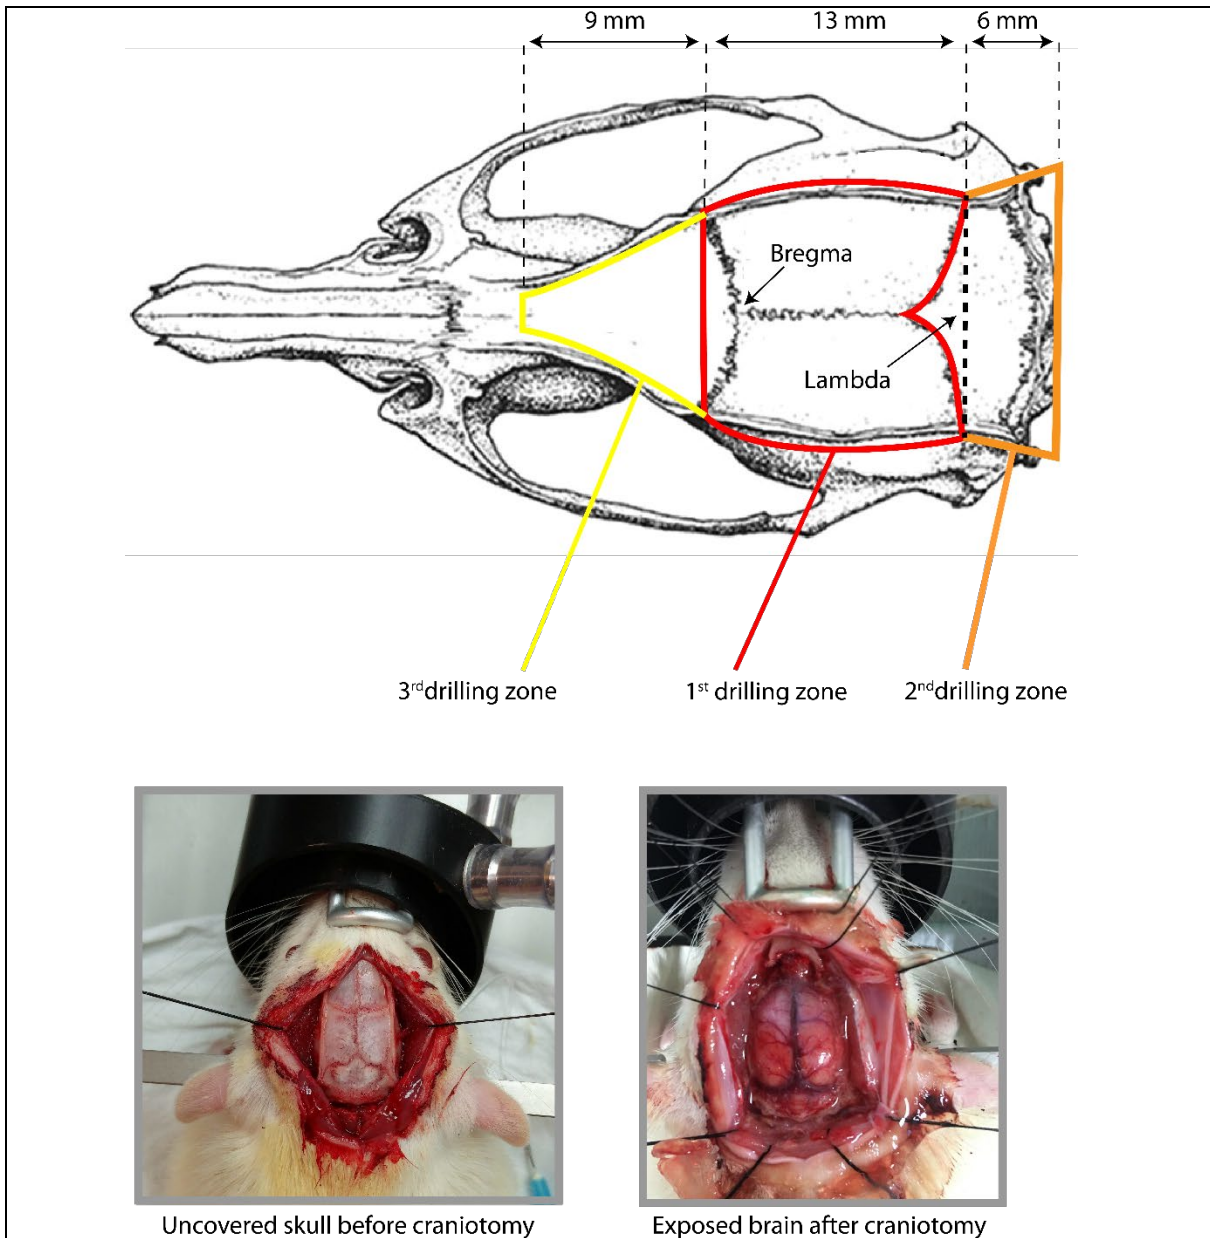 9 mm 13 mm 6 mm
Bregma
Lambda
3rd drilling zone 1st drilling zone 2nd drilling zone
Uncovered skull before craniotomy Exposed brain after craniotomy